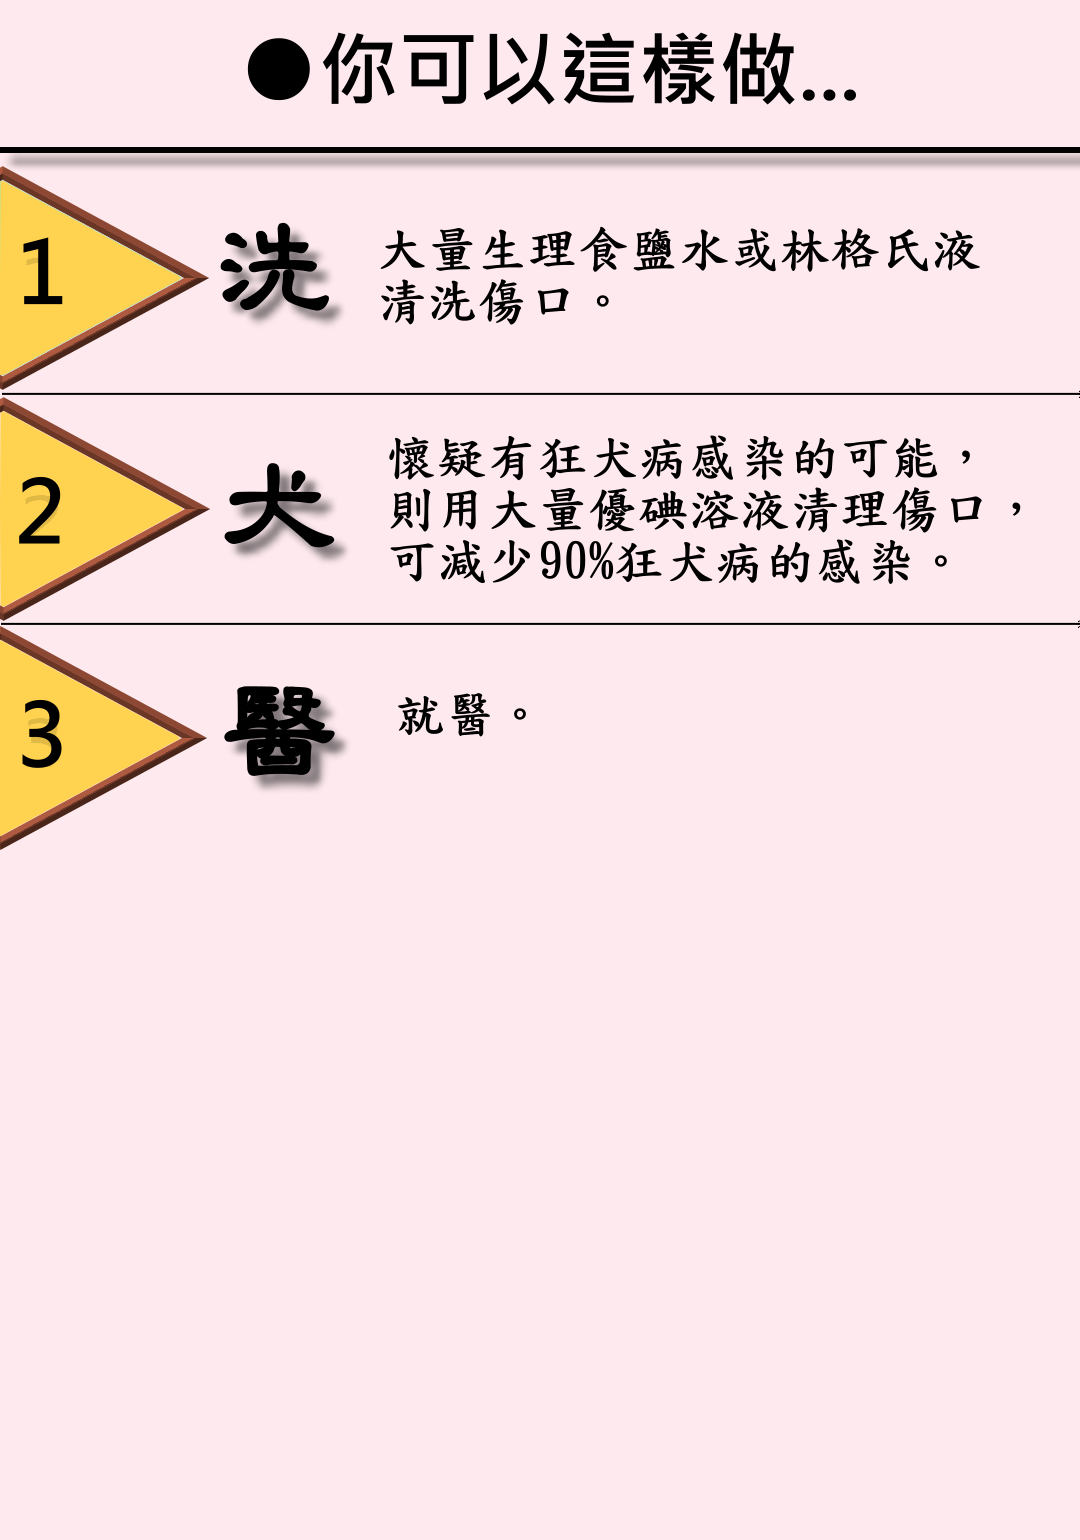 ●你可以這樣做...
1
洗
大量生理食鹽水或林格氏液
清洗傷口。
2
犬
懷疑有狂犬病感染的可能，
則用大量優碘溶液清理傷口，
可減少90%狂犬病的感染。
3
醫
就醫。